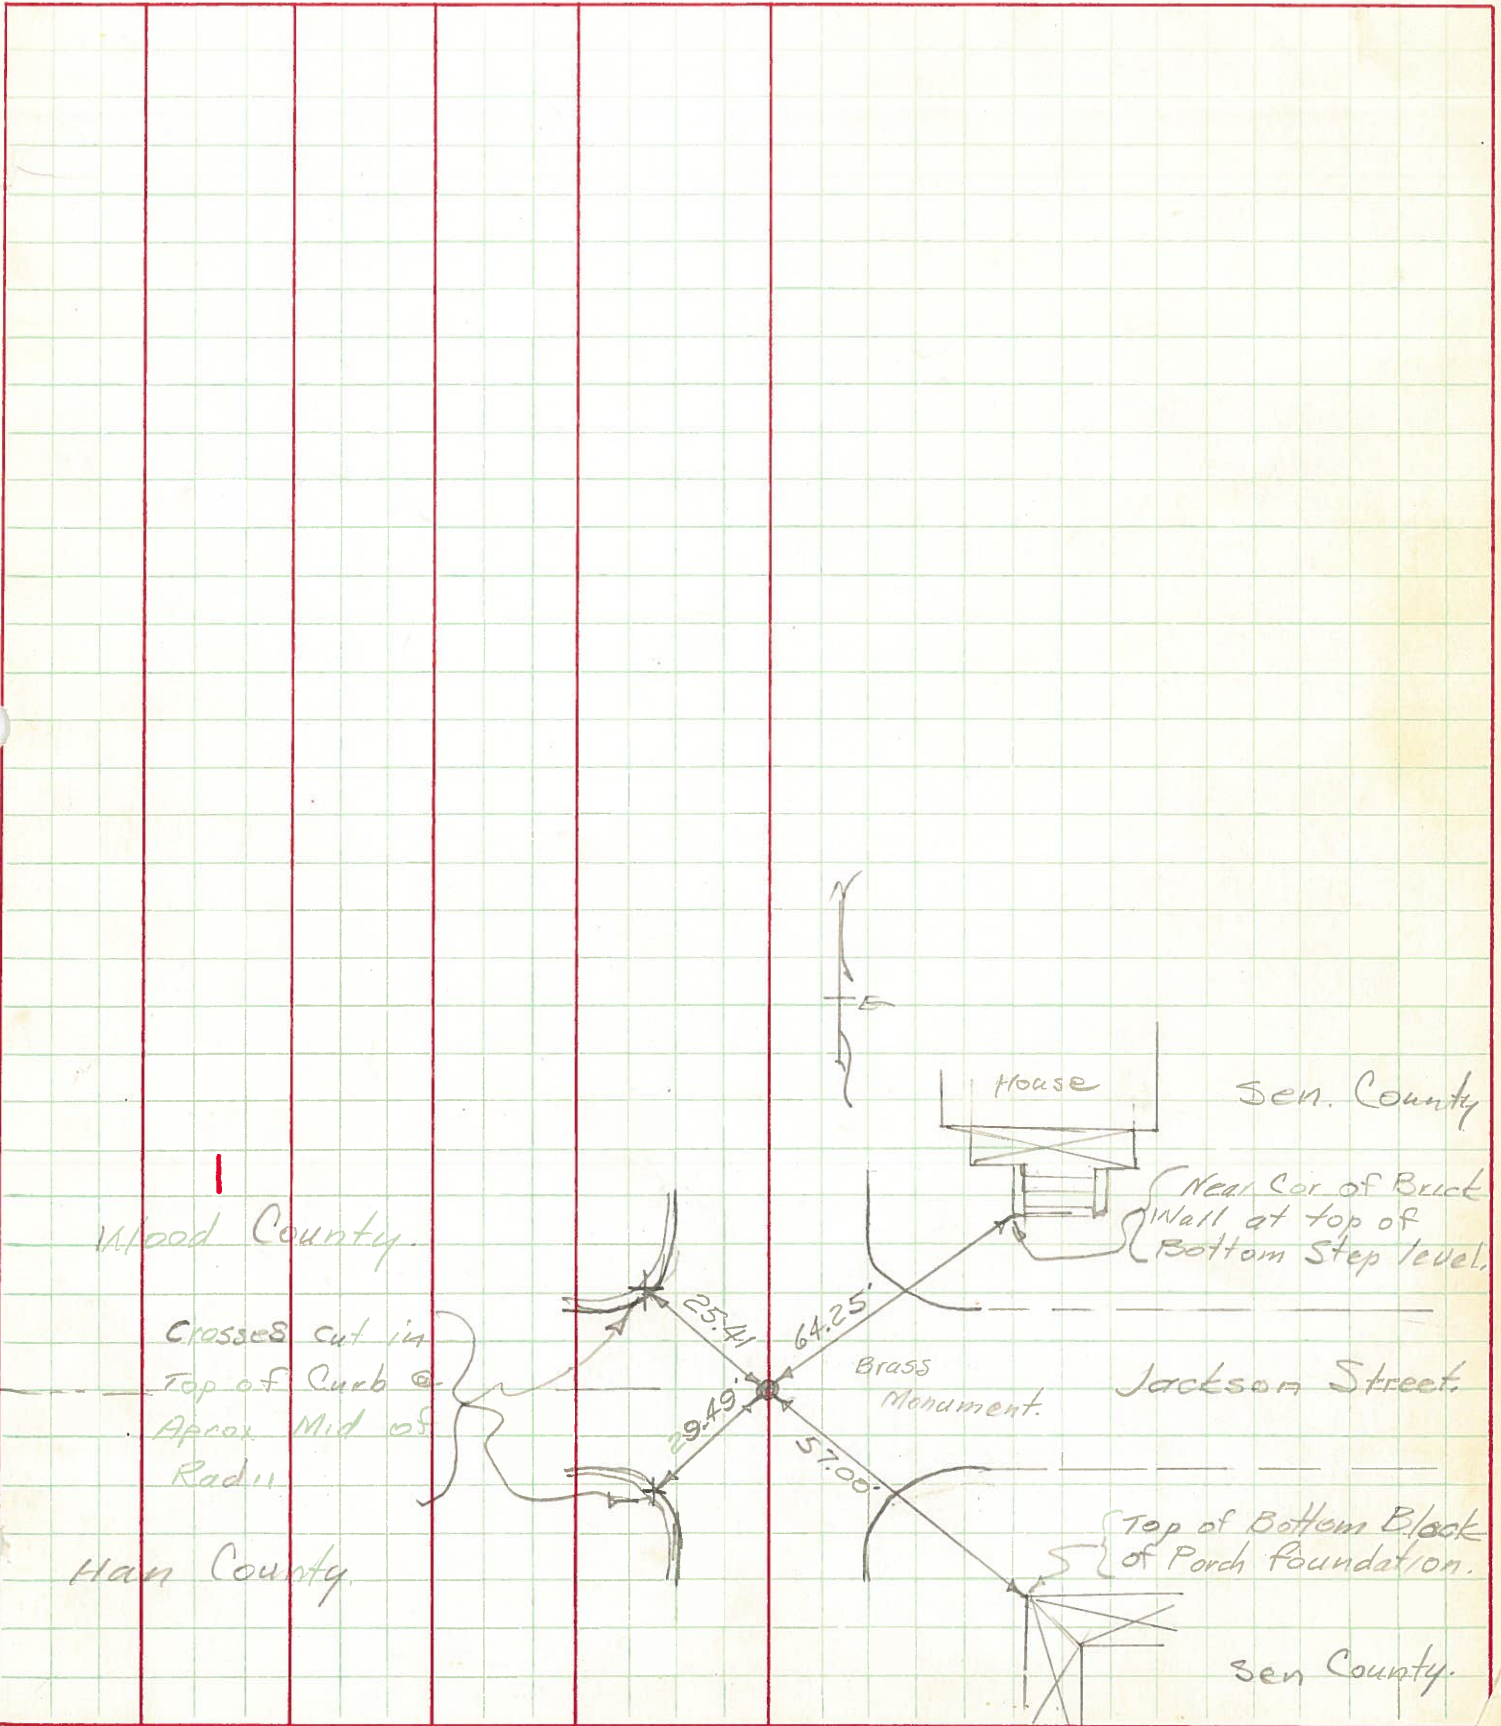 N
E
House
Sen. County
Near Cor of Brick
Wall at top of
Bottom Step level.
Wood County.
25.41'
64.25'
Crosses cut in
Top of Curb @
Aprox Mid of
Radii
Brass
Monument.
Jackson Street.
29.49'
57.00'
Top of Bottom Block
of Porch foundation.
Han County.
Sen County.